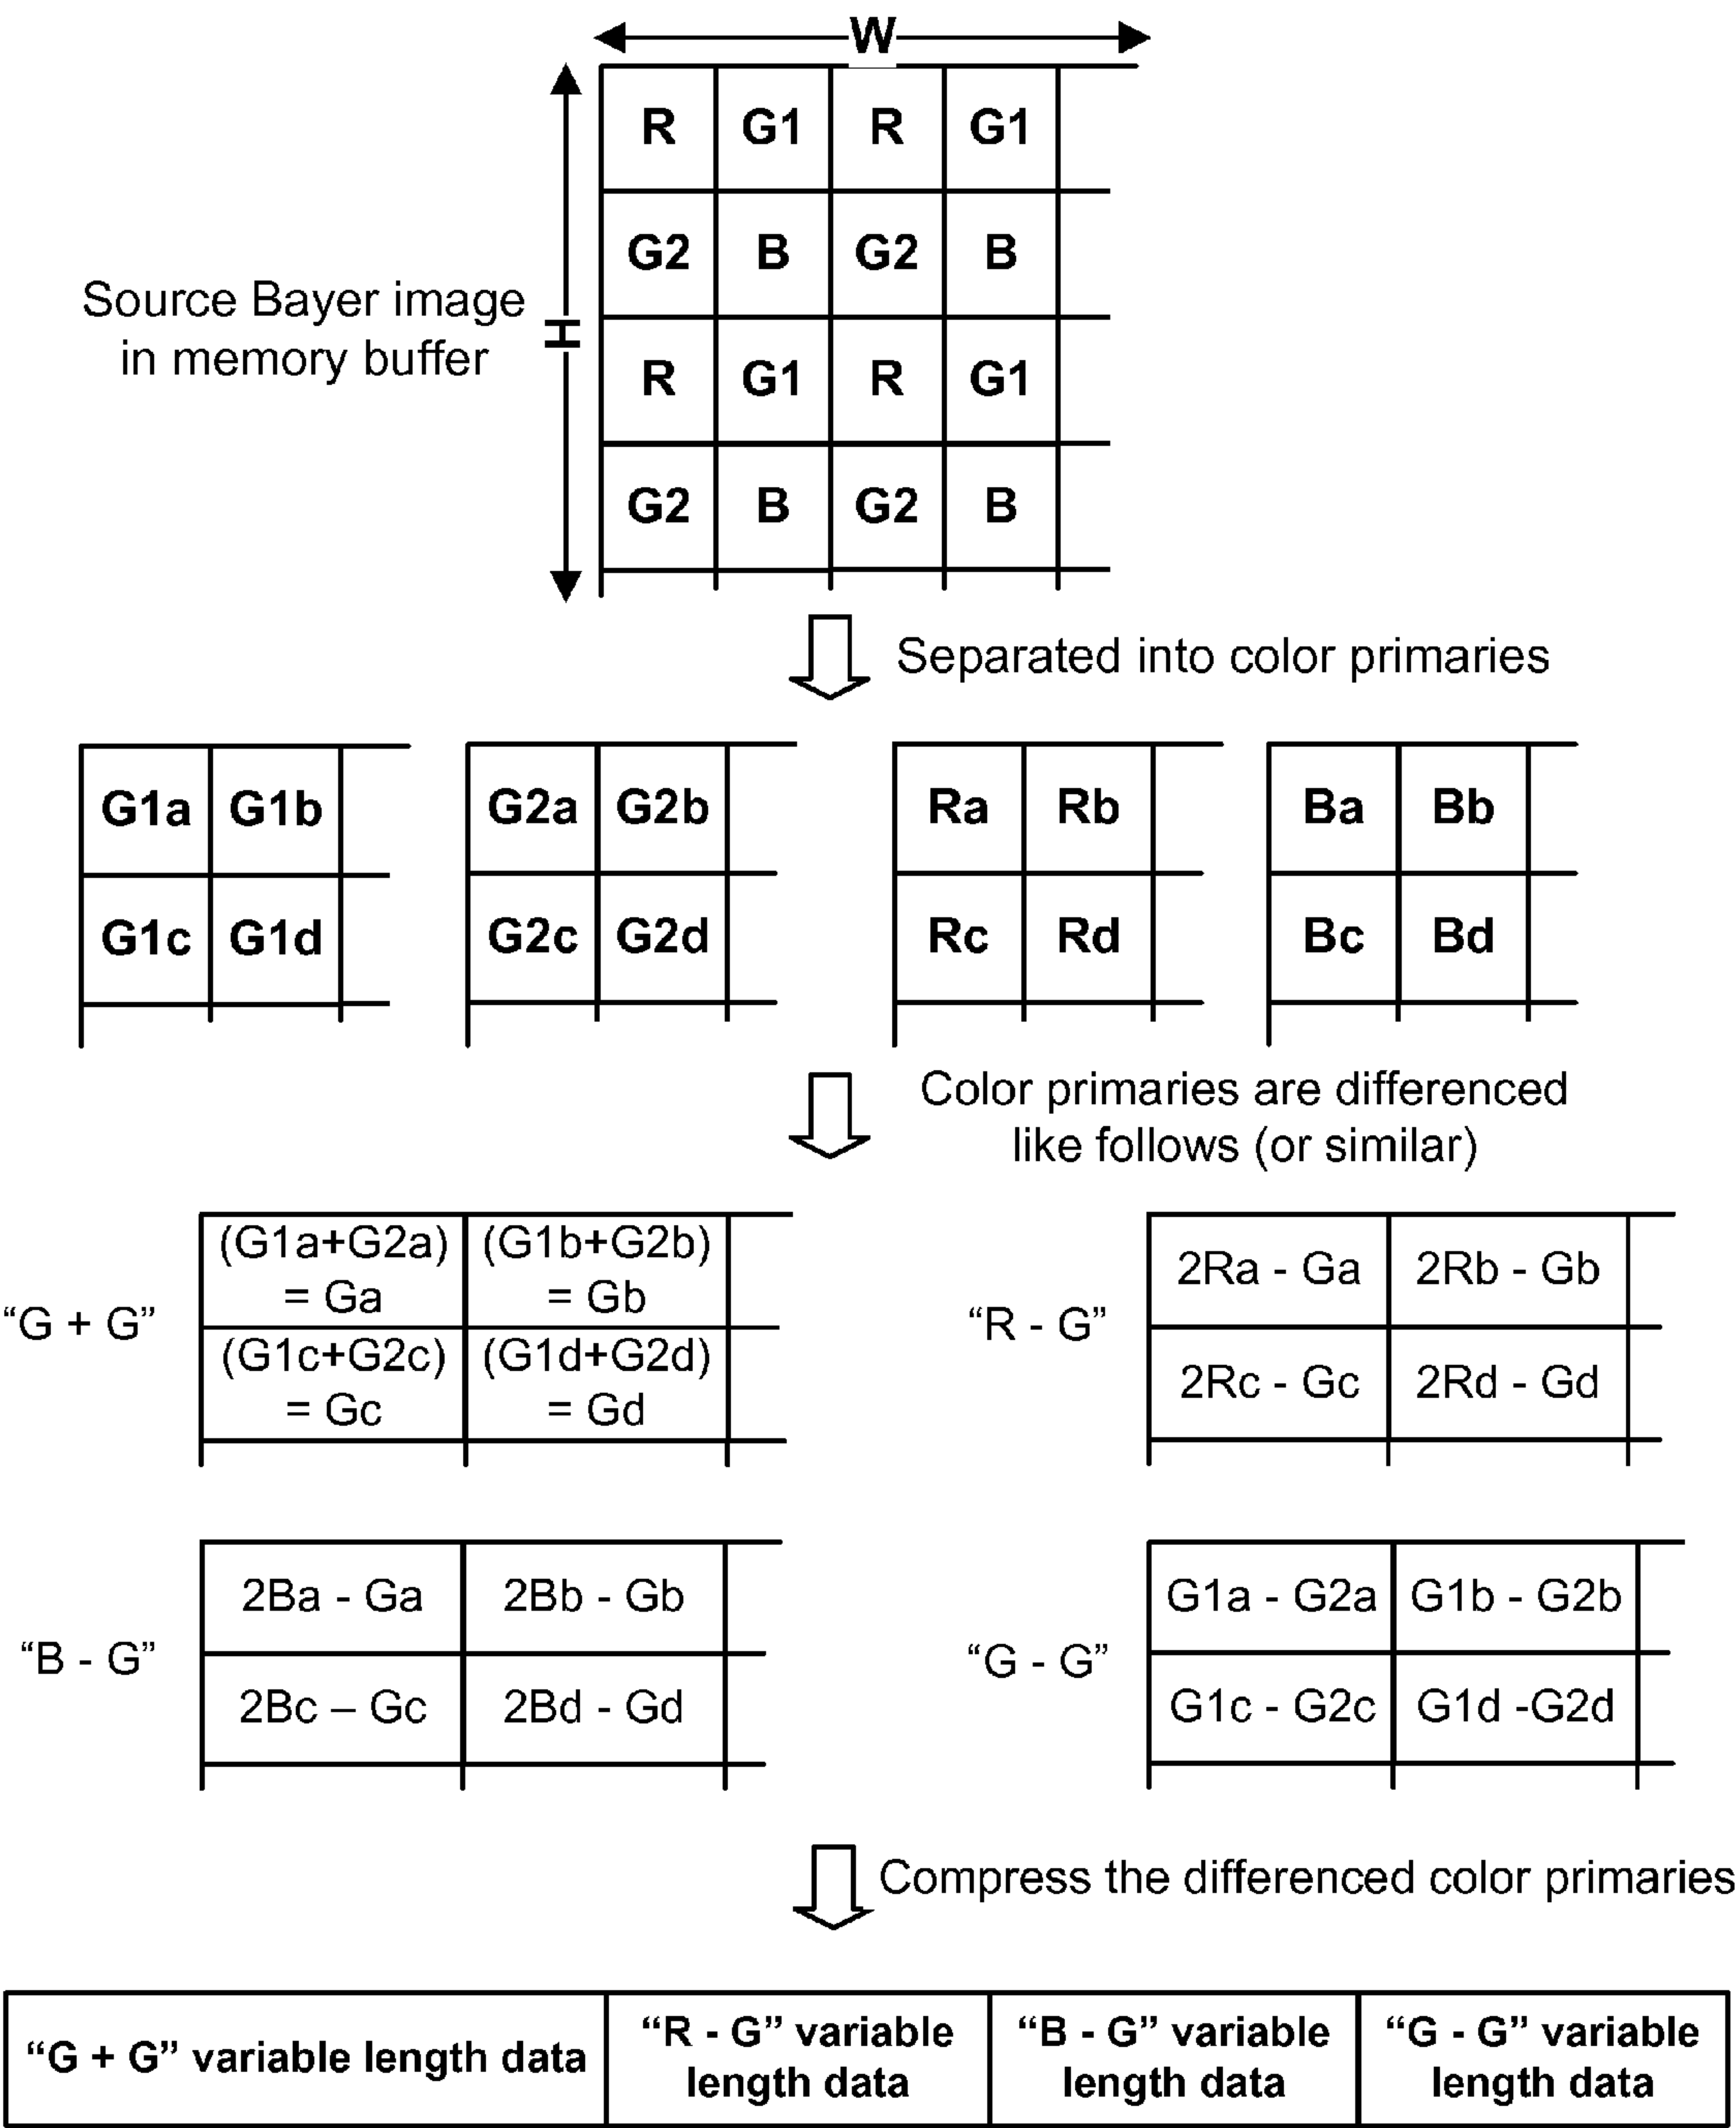 W
R G1 R G1
G2 B G2 B
Source Bayer image
in memory buffer
H
R G1 R G1
G2 B G2 B
Separated into color primaries
G1a G1b G2a G2b Ra Rb Ba Bb
G1c G1d G2c G2d Rc Rd Bc Bd
Color primaries are differenced
like follows (or similar)
“G + G”
(G1a+G2a) (G1b+G2b)
= Ga = Gb
(G1c+G2c) (G1d+G2d)
= Gc = Gd
“R - G”
2Ra - Ga 2Rb - Gb
2Rc - Gc 2Rd - Gd
“B - G”
2Ba - Ga 2Bb - Gb
2Bc – Gc 2Bd - Gd
“G - G”
G1a - G2a G1b - G2b
G1c - G2c G1d -G2d
Compress the differenced color primaries
“G + G” variable length data
“R - G” variable
length data
“B - G” variable
length data
“G - G” variable
length data